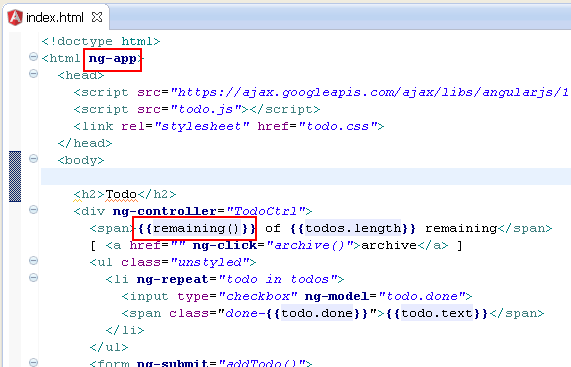 index.html
<!doctype html>
<html ng-app>
<head>
<script src="https://ajax.googleapis.com/ajax/libs/angularjs/1
<script src="todo.js"></script>
<link rel="stylesheet" href="todo.css">
</head>
<body>
<h2>Todo</h2>
<div ng-controller="TodoCtrl">
<span>{{remaining()}} of {{todos.length}} remaining</span>
[ <a href="" ng-click="archive()">archive</a> ]
<ul class="unstyled">
<li ng-repeat="todo in todos">
<input type="checkbox" ng-model="todo.done">
<span class="done-{{todo.done}}">{{todo.text}}</span>
</li>
</ul>
<form ng-submit="addTodo()">